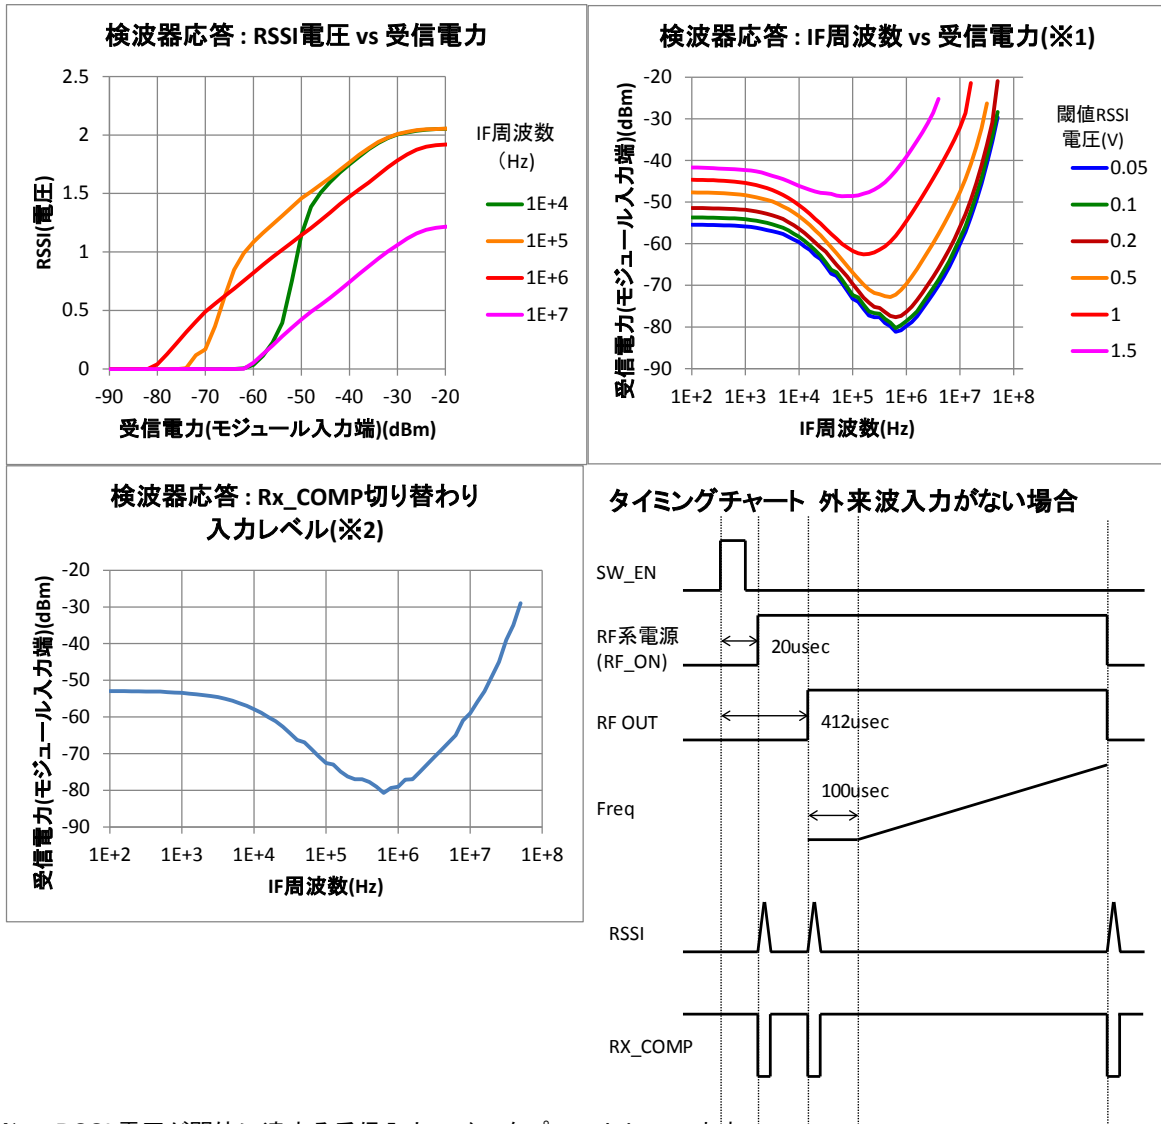 検波器応答 : RSSI電圧 vs 受信電力
2.5
2
1.5
1
0.5
0
RSSI(電圧)
-90 -80 -70 -60 -50 -40 -30 -20
受信電力(モジュール入力端)(dBm)
IF周波数
(Hz)
1E+4
1E+5
1E+6
1E+7
検波器応答 : IF周波数 vs 受信電力(※1)
-20
-30
-40
-50
-60
-70
-80
-90
受信電力(モジュール入力端)(dBm)
1E+2 1E+3 1E+4 1E+5 1E+6 1E+7 1E+8
IF周波数(Hz)
閾値RSSI
電圧(V)
0.05
0.1
0.2
0.5
1
1.5
検波器応答 : Rx_COMP切り替わり
入力レベル(※2)
-20
-30
-40
-50
-60
-70
-80
-90
受信電力(モジュール入力端)(dBm)
1E+2 1E+3 1E+4 1E+5 1E+6 1E+7 1E+8
IF周波数(Hz)
タイミングチャート 外来波入力がない場合
SW_EN
RF系電源
(RF_ON)
20usec
RF OUT
412usec
100usec
Freq
RSSI
RX_COMP